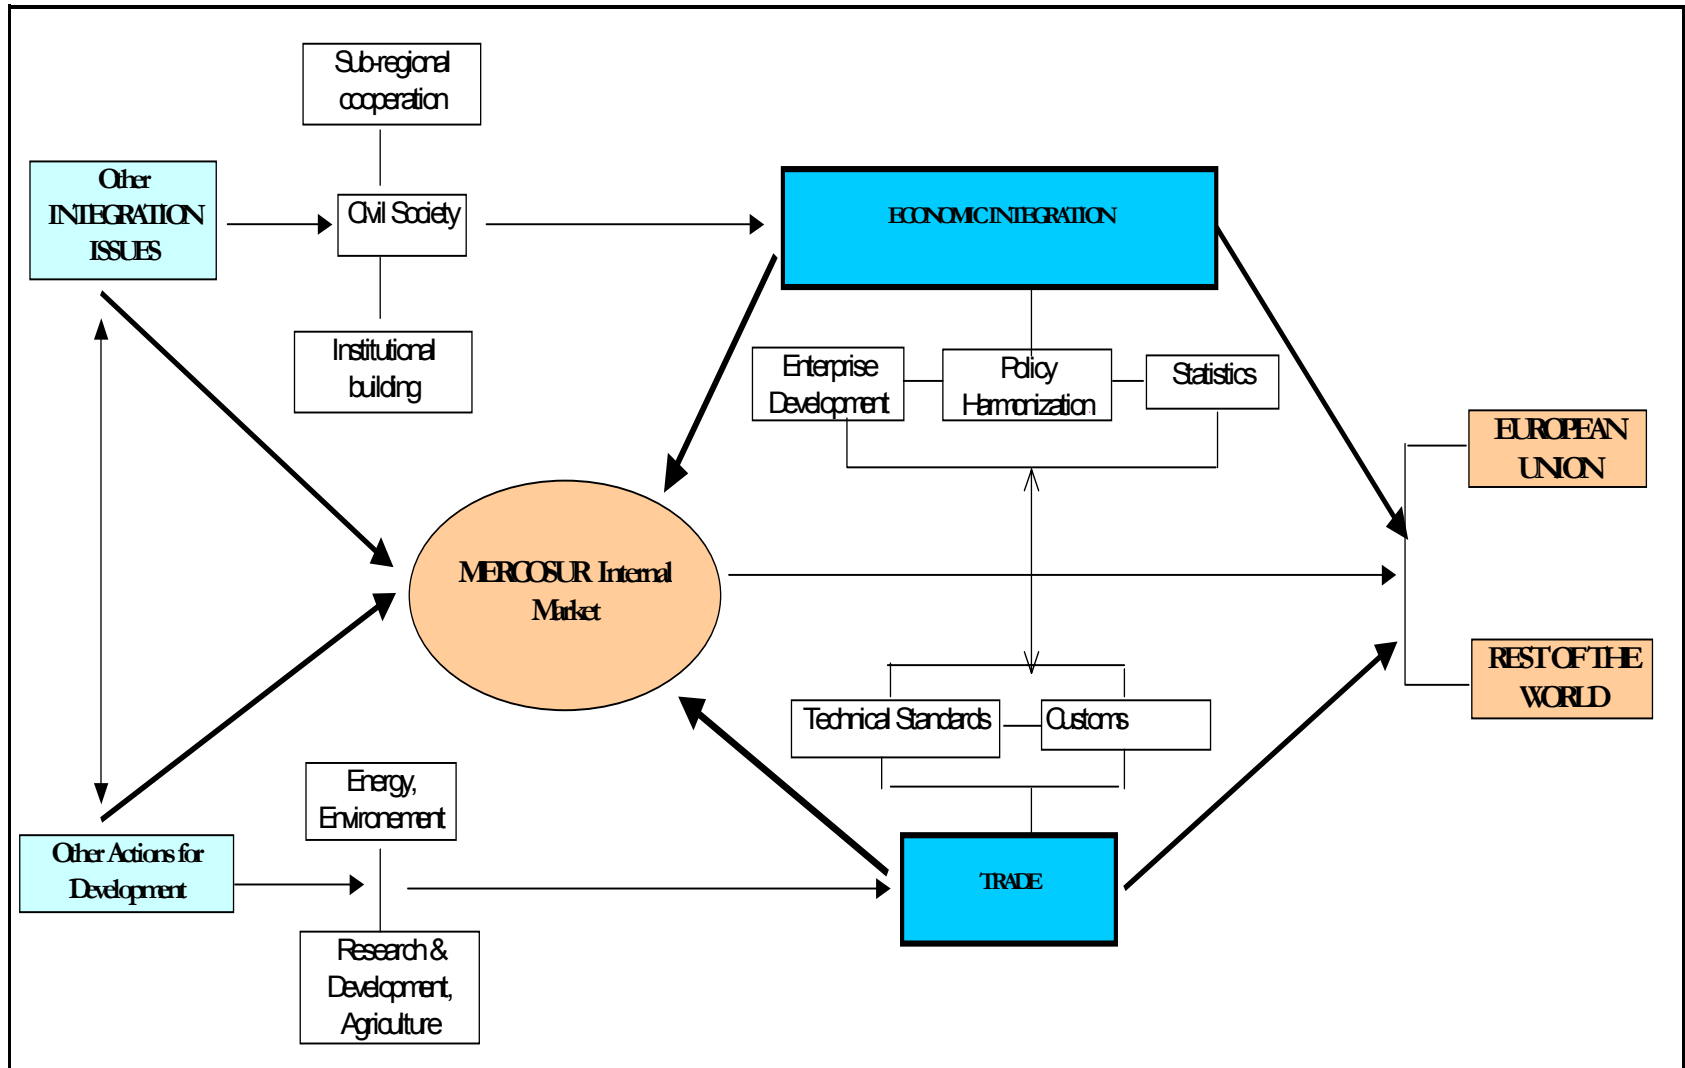 Sub-regional
cooperation
Other
INTEGRATION
ISSUES
Civil Society
ECONOMIC INTEGRATION
Institutional
building
Enterprise
Development
Policy
Harmonization
Statistics
EUROPEAN
UNION
MERCOSUR Internal
Market
REST OF THE
WORLD
Technical Standards
Customs
Energy,
Environement
Other Actions for
Development
TRADE
Research &
Development,
Agriculture